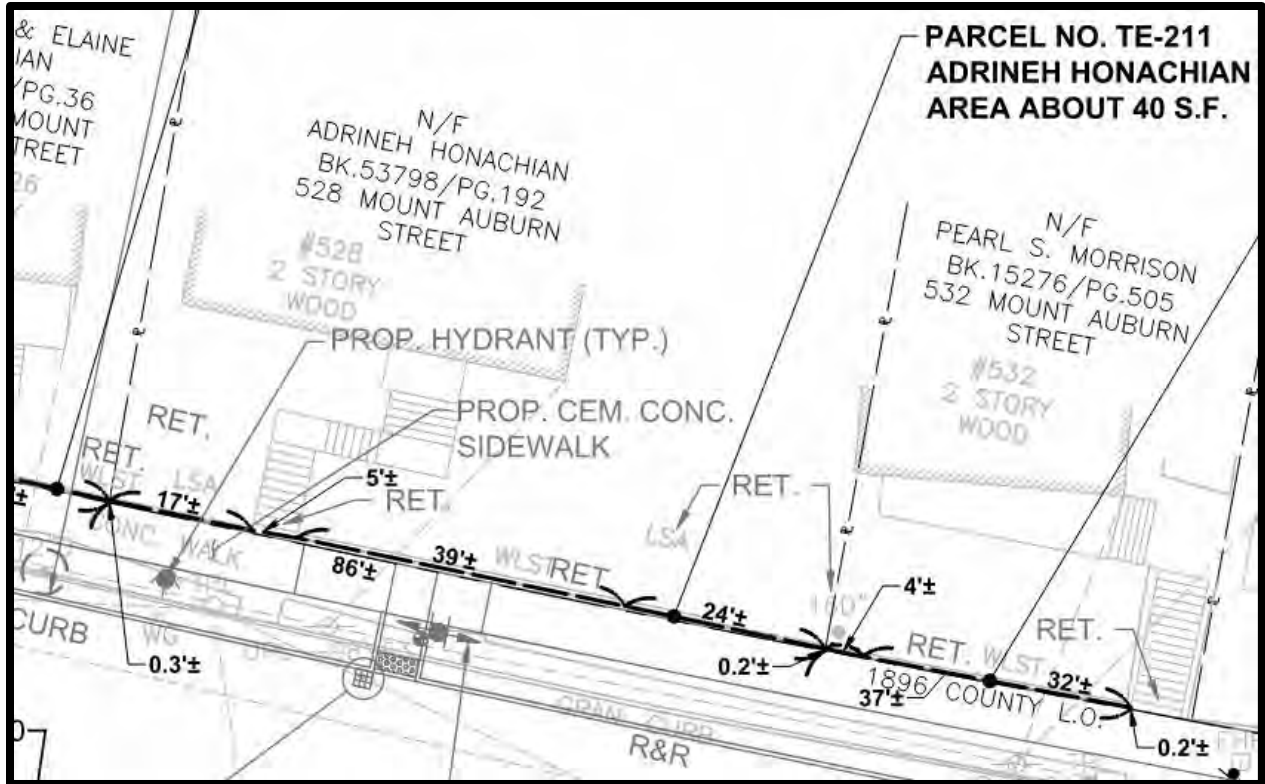 & ELAINE
IAN
/PG.36
MOUNT
TREET
26
PARCEL NO. TE-211
ADRINEH HONACHIAN
AREA ABOUT 40 S.F.
N/F
ADRINEH HONACHIAN
BK.53798/PG.192
528 MOUNT AUBURN
STREET
#528
2 STORY
WOOD
N/F
PEARL S. MORRISON
BK.15276/PG.505
532 MOUNT AUBURN
STREET
#532
2 STORY
WOOD
PROP. HYDRANT (TYP.)
PROP. CEM. CONC.
SIDEWALK
RET.
RET.
WLST
LSA
17'±
5'±
RET.
CONC. WALK
86'±
39'±
WLST
RET.
LSA
RET.
24'±
4'±
0.2'±
RET.
WLST
RET.
1896 COUNTY L.O.
37'±
32'±
0.2'±
0.3'±
CURB
WG
GRAN CURB
R&R